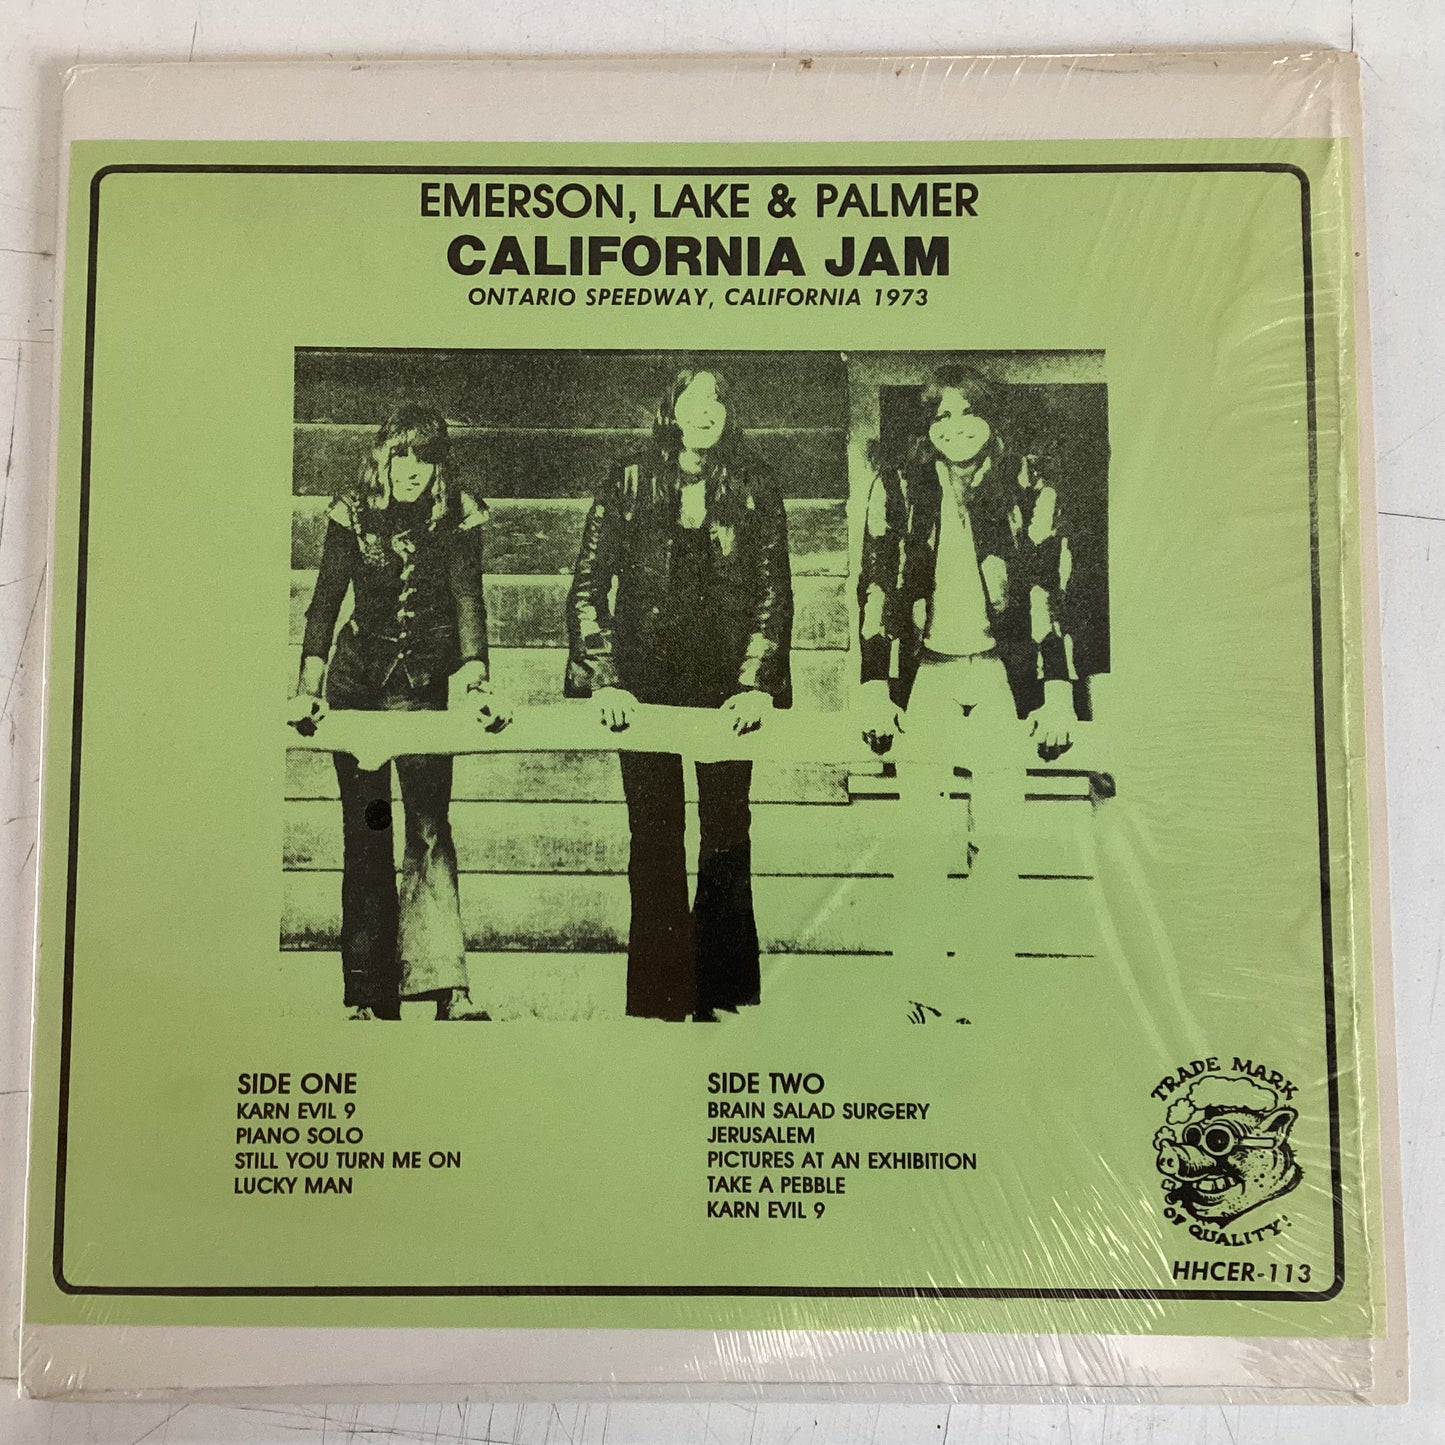 EMERSON, LAKE & PALMER
CALIFORNIA JAM
ONTARIO SPEEDWAY, CALIFORNIA 1973
SIDE ONE
KARN EVIL 9
PIANO SOLO
STILL YOU TURN ME ON
LUCKY MAN
SIDE TWO
BRAIN SALAD SURGERY
JERUSALEM
PICTURES AT AN EXHIBITION
TAKE A PEBBLE
KARN EVIL 9
TRADE MARK
OF QUALITY!
HHCER-113